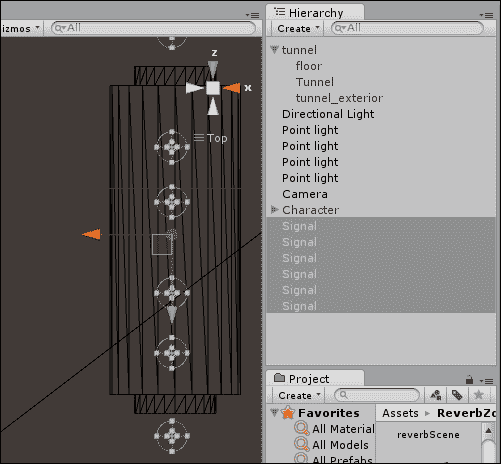 izmos
All
z
x
Top
Hierarchy
Create
All
tunnel
floor
Tunnel
tunnel_exterior
Directional Light
Point light
Point light
Point light
Point light
Camera
Character
Signal
Signal
Signal
Signal
Signal
Signal
Project
Create
Favorites
All Material
All Models
All Prefabs
Assets
ReverbZo
reverbScene